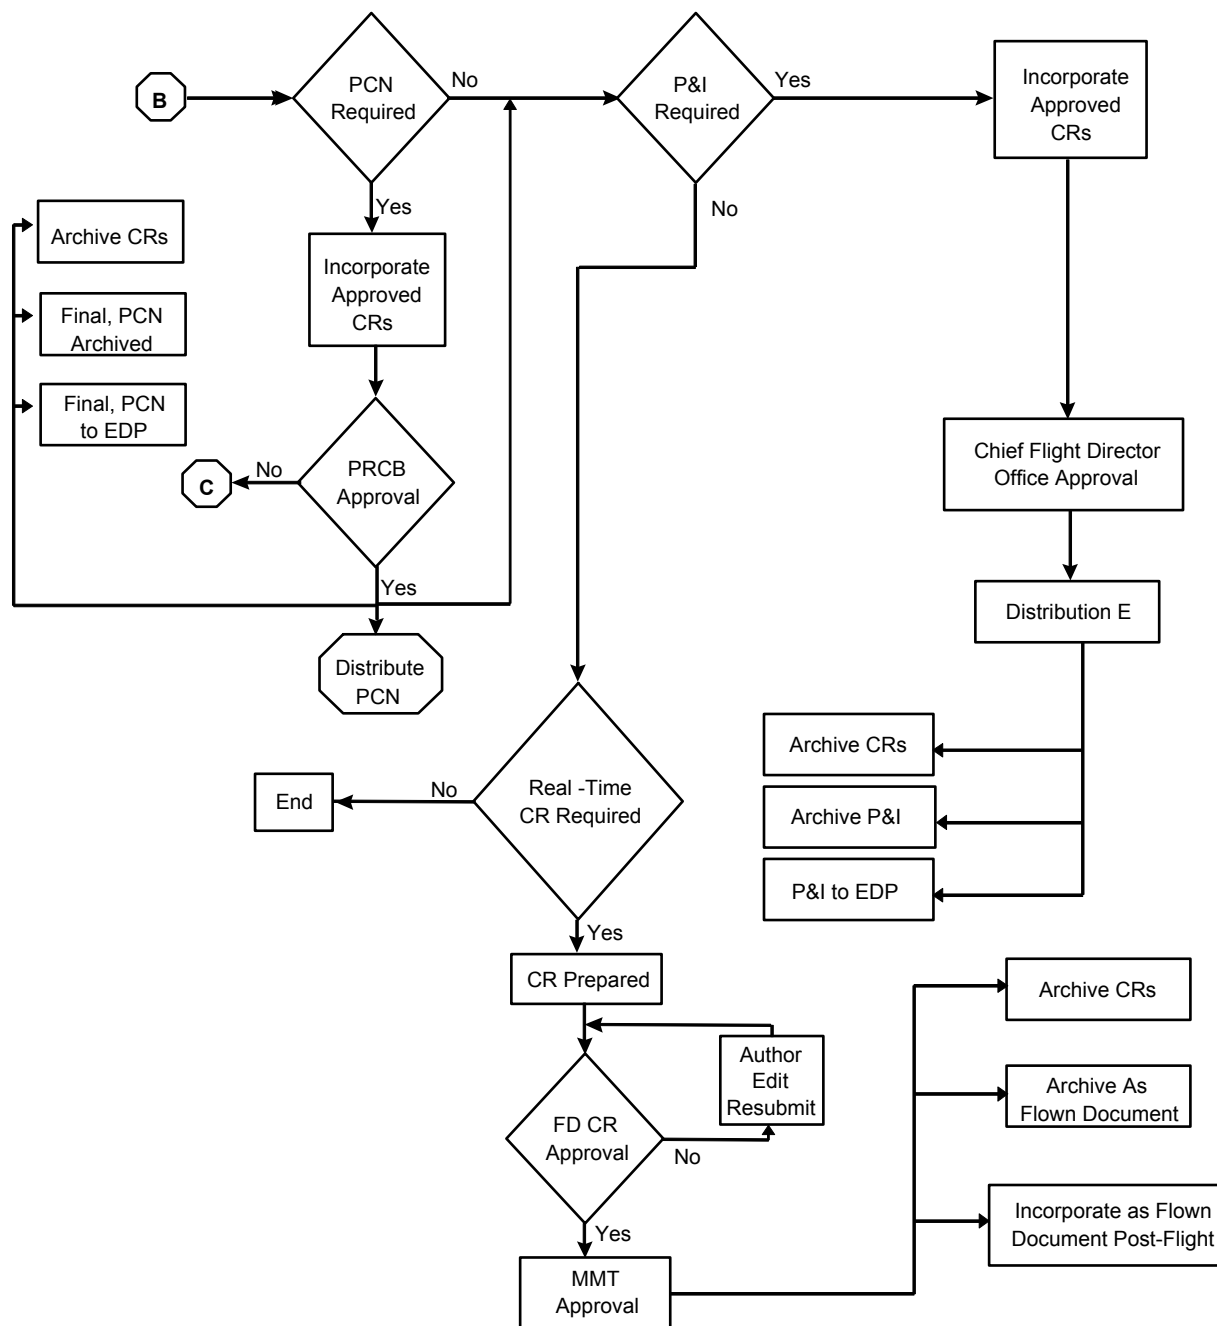 B
PCN
Required
No
P&I
Required
Yes
Incorporate
Approved
CRs
Yes
No
Archive CRs
Incorporate
Approved
CRs
Final, PCN
Archived
Final, PCN
to EDP
C
No
PRCB
Approval
Yes
Distribute
PCN
Chief Flight Director
Office Approval
Distribution E
Archive CRs
Archive P&I
P&I to EDP
End
No
Real -Time
CR Required
Yes
CR Prepared
Author
Edit
Resubmit
FD CR
Approval
No
Yes
MMT
Approval
Archive CRs
Archive As
Flown Document
Incorporate as Flown
Document Post-Flight